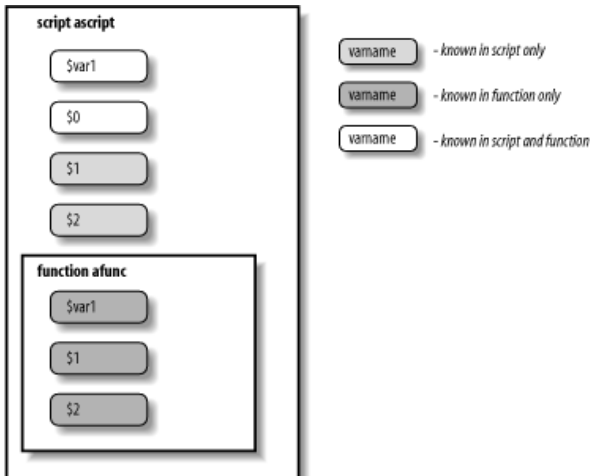 script ascript
$var1
$0
$1
$2
function afunc
$var1
$1
$2
varname - known in script only
varname - known in function only
varname - known in script and function